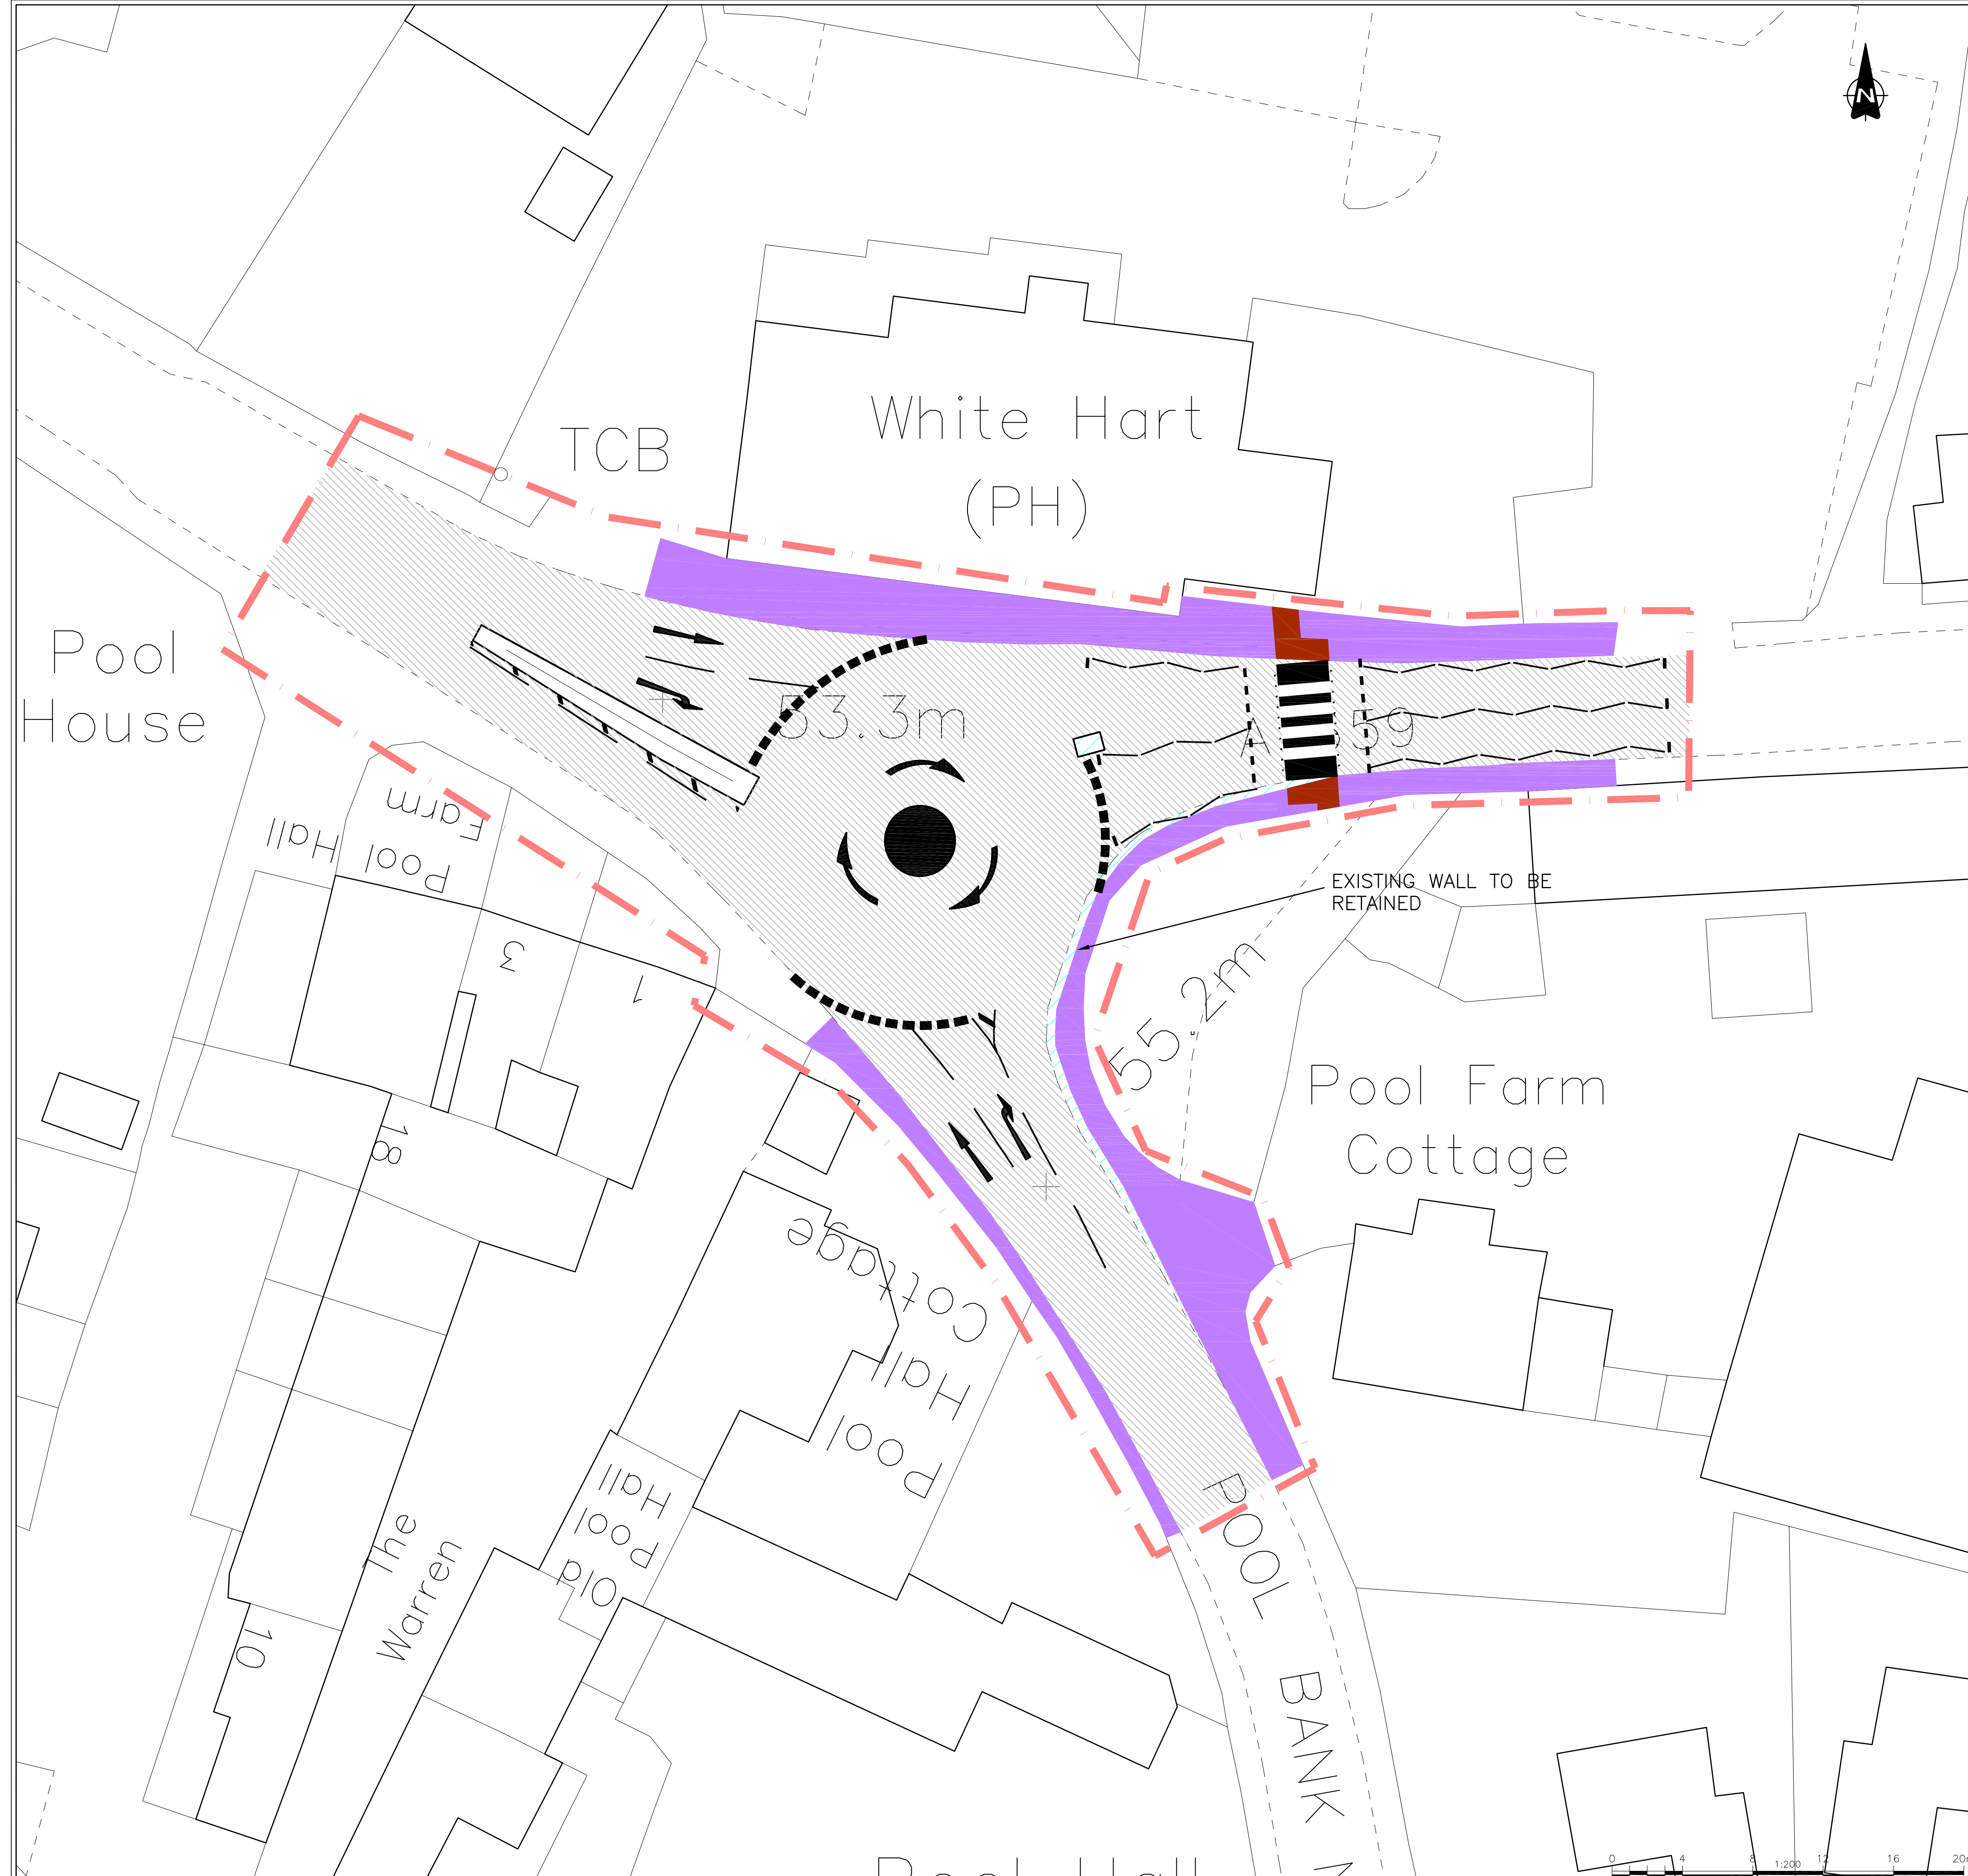 N
White Hart
(PH)
TCB
Pool
House
53.3m
A 659
Pool Hall
Farm
EXISTING WALL TO BE
RETAINED
3
1
55.2m
Pool Farm
Cottage
18
Pool Hall
Cottage
Old Pool Hall
The
Warren
10
POOL BANK N
0 4 8 12 16 20m
1:200